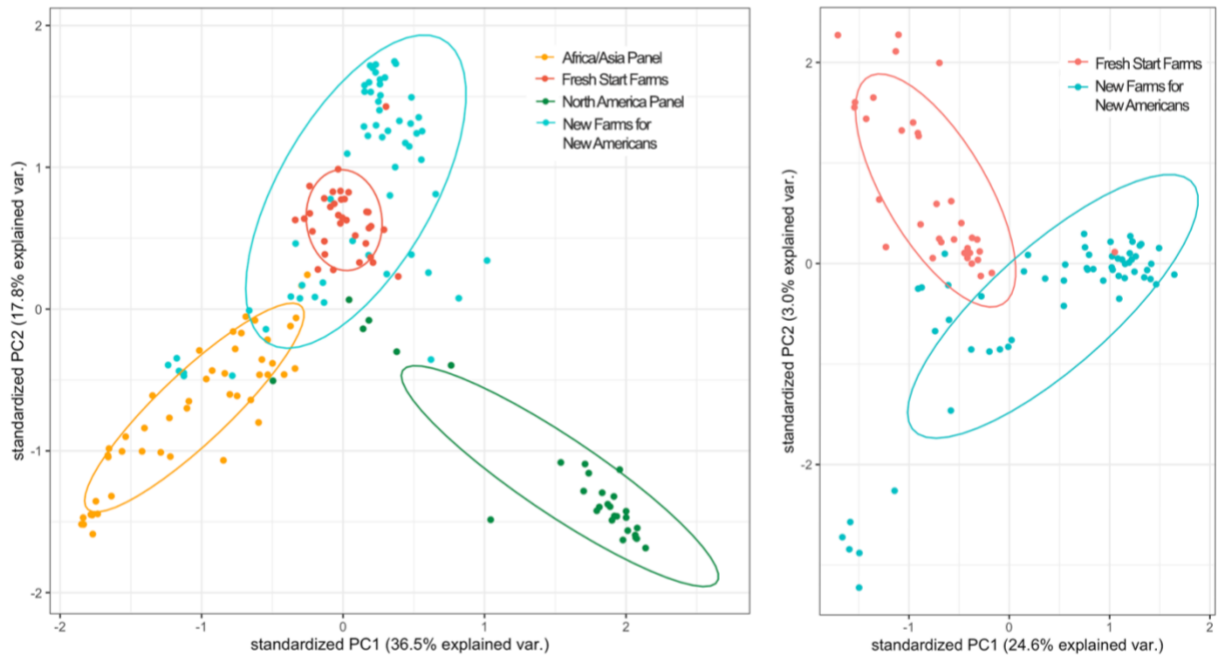 2
1
0
-1
-2
-2
-1
0
1
2
standardized PC2 (17.8% explained var.)
standardized PC1 (36.5% explained var.)
Africa/Asia Panel
Fresh Start Farms
North America Panel
New Farms for
New Americans
2
0
-2
-1
0
1
2
standardized PC2 (3.0% explained var.)
standardized PC1 (24.6% explained var.)
Fresh Start Farms
New Farms for
New Americans